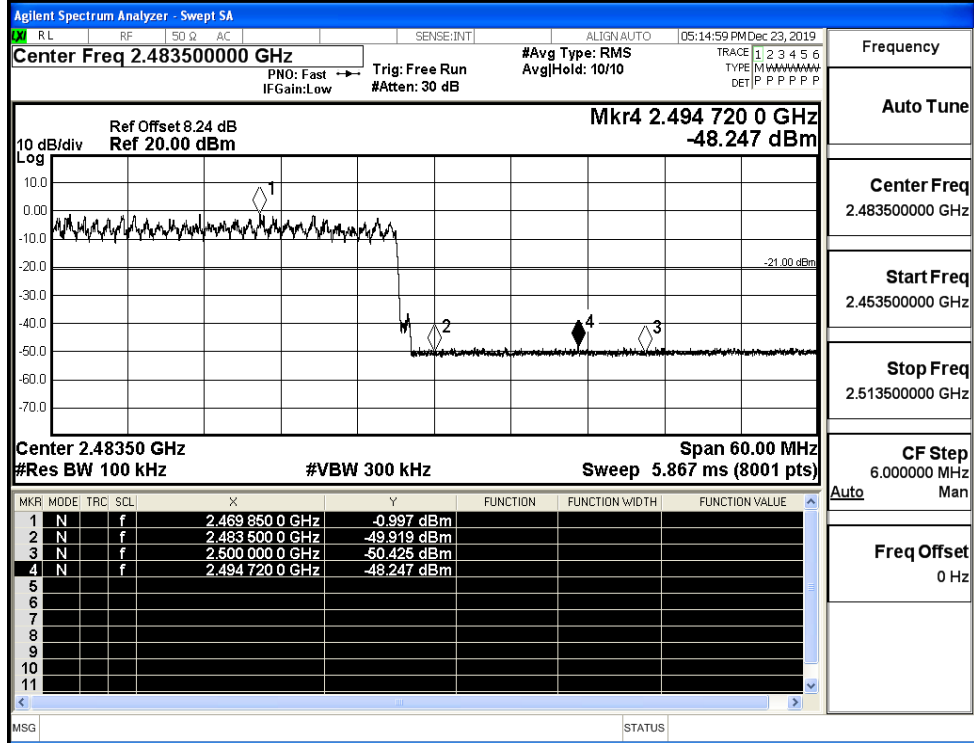 Agilent Spectrum Analyzer - Swept SA
LXI RL RF 50 Ω AC SENSE:INT ALIGN AUTO 05:14:59 PM Dec 23, 2019
Center Freq 2.483500000 GHz
PNO: Fast
IFGain:Low
Trig: Free Run
#Atten: 30 dB
#Avg Type: RMS
Avg|Hold: 10/10
TRACE 1 2 3 4 5 6
TYPE M WWWWW
DET P P P P P P
Mkr4 2.494 720 0 GHz
-48.247 dBm
Ref Offset 8.24 dB
10 dB/div Ref 20.00 dBm
Log
10.0
0.00
-10.0
-20.0
-30.0
-40.0
-50.0
-60.0
-70.0
1
2
4
3
-21.00 dBm
Center 2.48350 GHz Span 60.00 MHz
#Res BW 100 kHz #VBW 300 kHz Sweep 5.867 ms (8001 pts)
MKR MODE TRC SCL X Y FUNCTION FUNCTION WIDTH FUNCTION VALUE
1 N f 2.469 850 0 GHz -0.997 dBm
2 N f 2.483 500 0 GHz -49.919 dBm
3 N f 2.500 000 0 GHz -50.425 dBm
4 N f 2.494 720 0 GHz -48.247 dBm
5
6
7
8
9
10
11
MSG STATUS
Frequency
Auto Tune
Center Freq
2.483500000 GHz
Start Freq
2.453500000 GHz
Stop Freq
2.513500000 GHz
CF Step
6.000000 MHz
Auto Man
Freq Offset
0 Hz